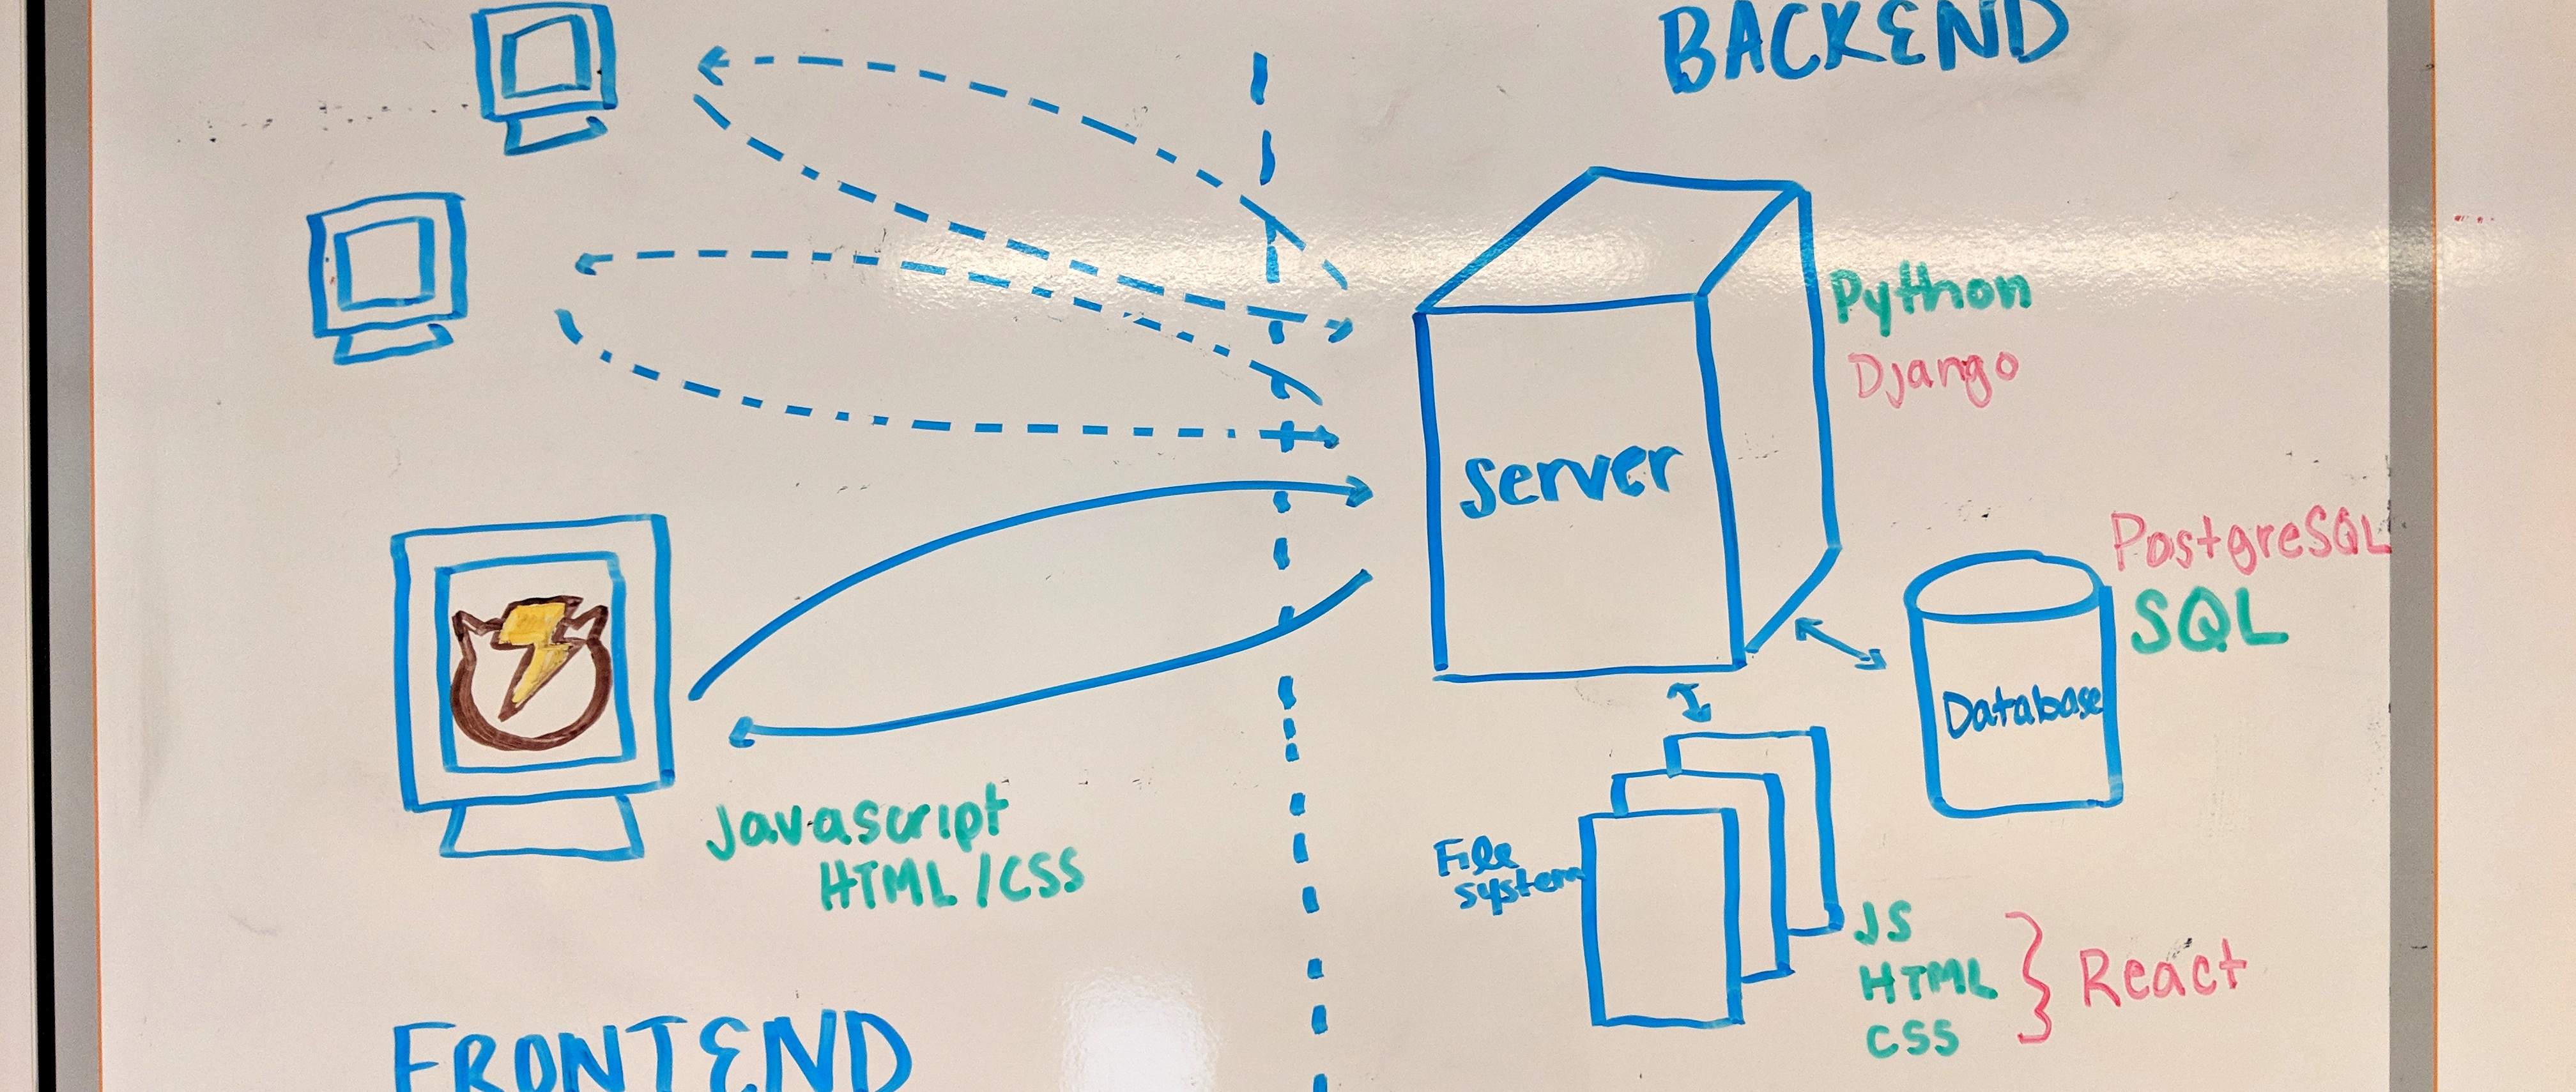 BACKEND
Python
Django
Server
PostgreSQL
SQL
Database
Javascript
HTML/CSS
File
system
JS
HTML
CSS
React
FRONTEND